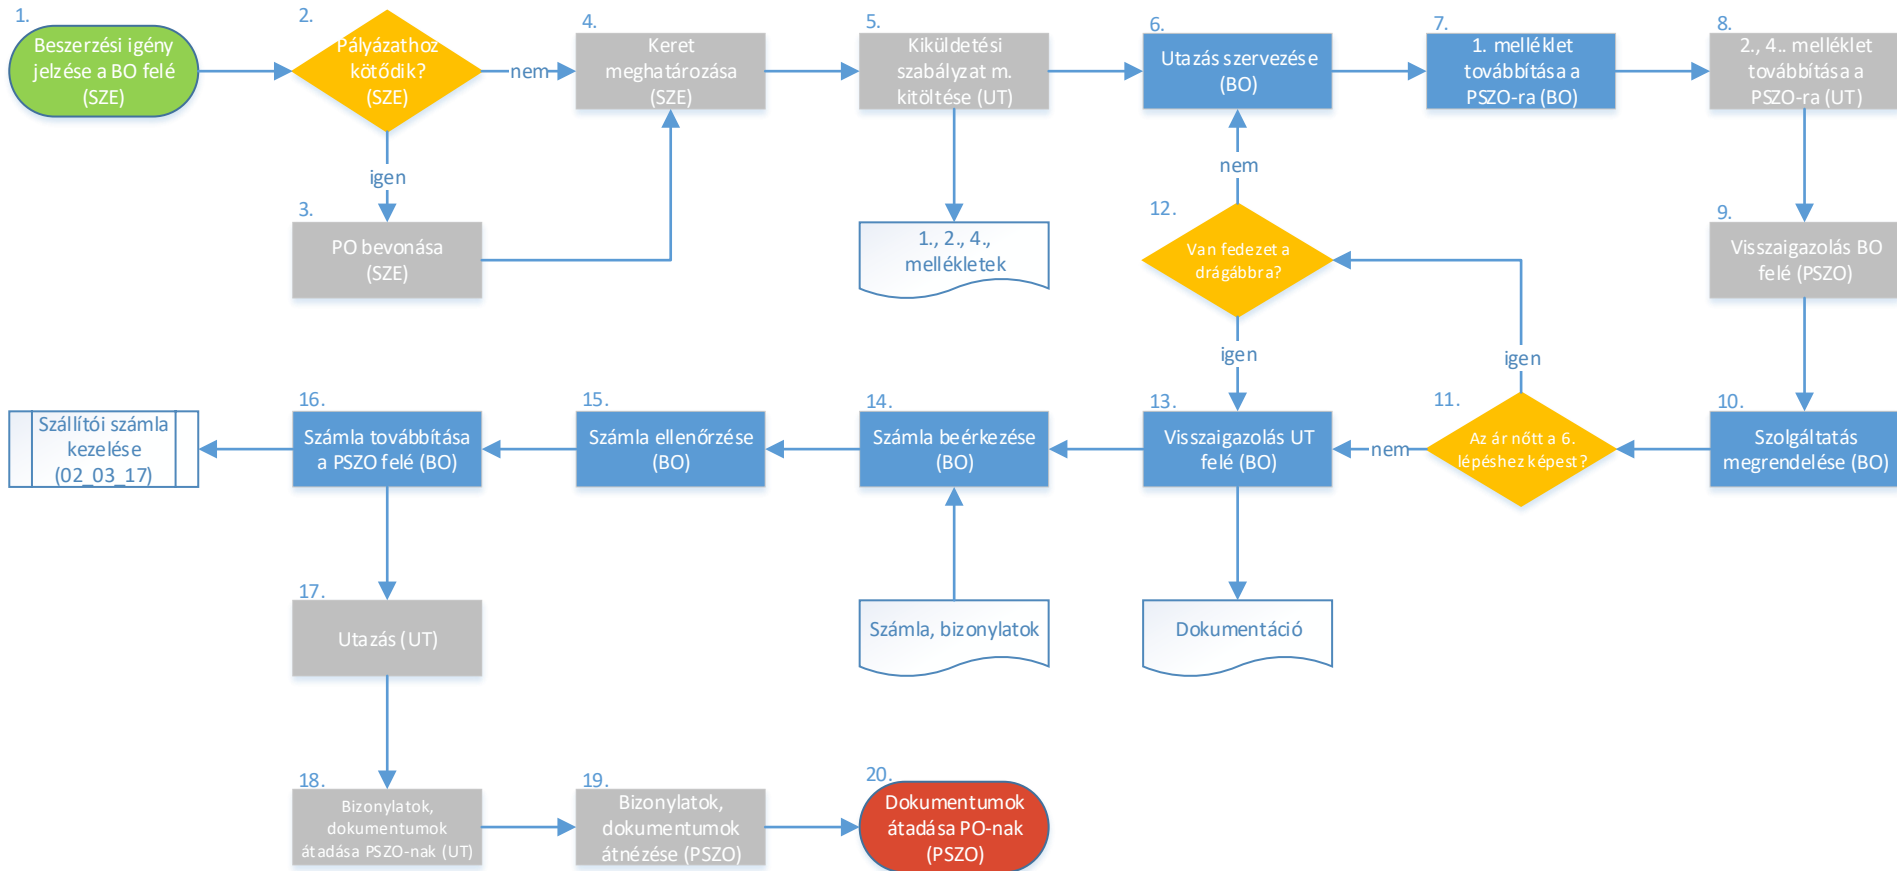 1.
Beszerzési igény
jelzése a BO felé
(SZE)
2.
Pályázathoz
kötődik?
(SZE)
nem
igen
3.
PO bevonása
(SZE)
4.
Keret
meghatározása
(SZE)
5.
Kiküldetési
szabályzat m.
kitöltése (UT)
1., 2., 4.,
mellékletek
6.
Utazás szervezése
(BO)
7.
1. melléklet
továbbítása a
PSZO-ra (BO)
8.
2., 4.. melléklet
továbbítása a
PSZO-ra (UT)
9.
Visszaigazolás BO
felé (PSZO)
10.
Szolgáltatás
megrendelése (BO)
11.
Az ár nőtt a 6.
lépéshez képest?
igen
nem
12.
Van fedezet a
drágábbra?
nem
igen
13.
Visszaigazolás UT
felé (BO)
Dokumentáció
14.
Számla beérkezése
(BO)
Számla, bizonylatok
15.
Számla ellenőrzése
(BO)
16.
Számla továbbítása
a PSZO felé (BO)
Szállítói számla
kezelése
(02_03_17)
17.
Utazás (UT)
18.
Bizonylatok,
dokumentumok
átadása PSZO-nak (UT)
19.
Bizonylatok,
dokumentumok
átnézése (PSZO)
20.
Dokumentumok
átadása PO-nak
(PSZO)